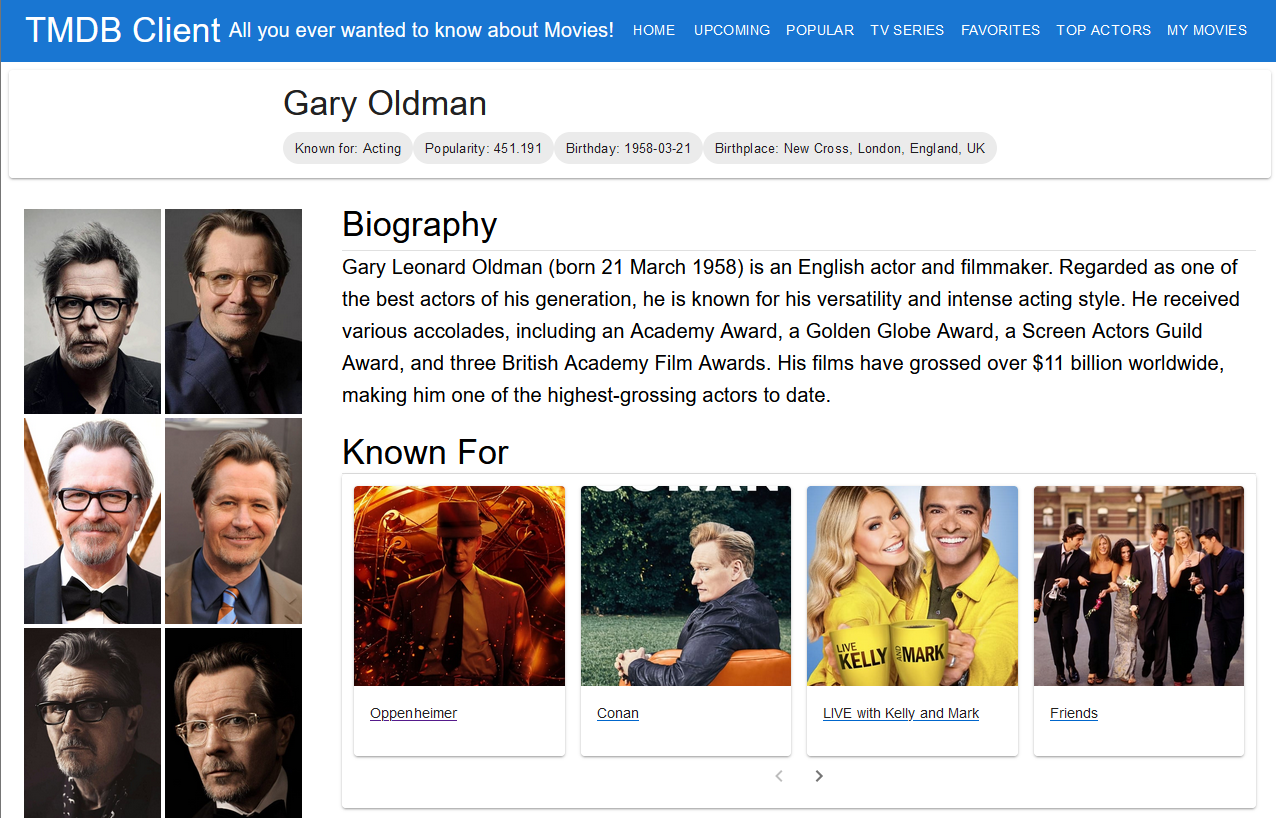 TMDB Client All you ever wanted to know about Movies! HOME UPCOMING POPULAR TV SERIES FAVORITES TOP ACTORS MY MOVIES
Gary Oldman
Known for: Acting Popularity: 451.191 Birthday: 1958-03-21 Birthplace: New Cross, London, England, UK
Biography
Gary Leonard Oldman (born 21 March 1958) is an English actor and filmmaker. Regarded as one of
the best actors of his generation, he is known for his versatility and intense acting style. He received
various accolades, including an Academy Award, a Golden Globe Award, a Screen Actors Guild
Award, and three British Academy Film Awards. His films have grossed over $11 billion worldwide,
making him one of the highest-grossing actors to date.
Known For
CONAN
LIVE
KELLY AND MARK
Oppenheimer
Conan
LIVE with Kelly and Mark
Friends